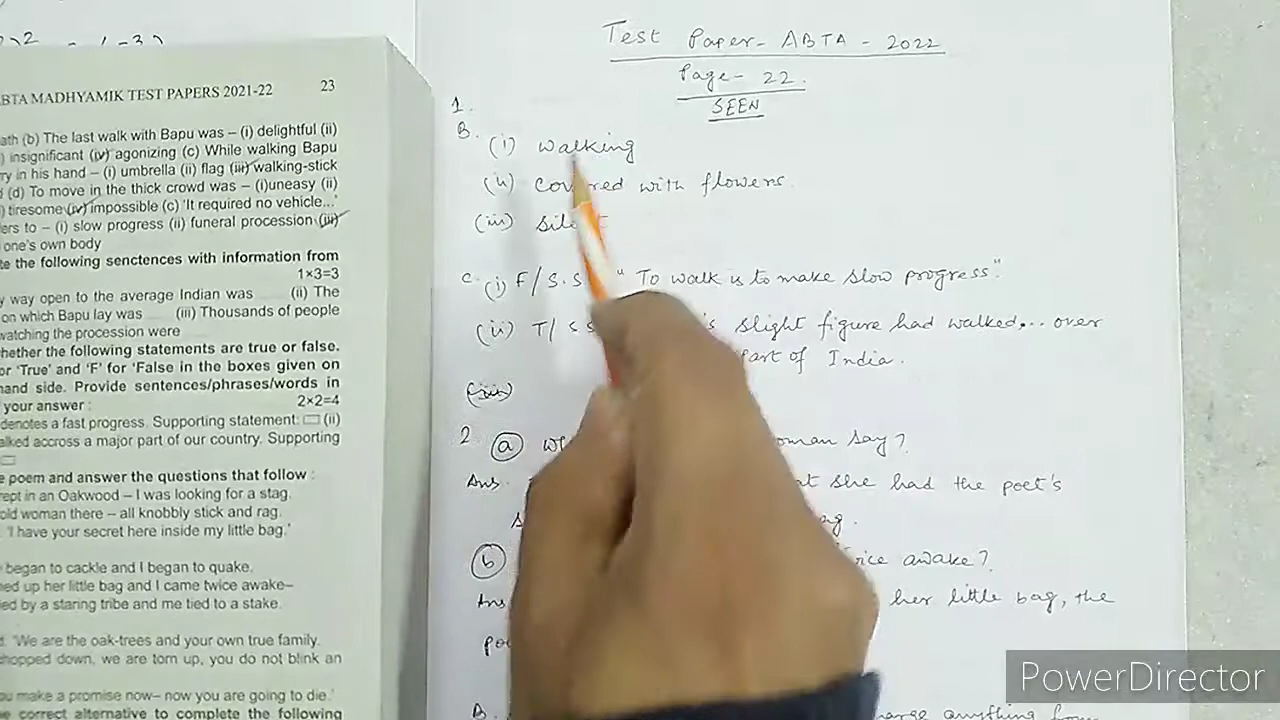 ABTA MADHYAMIK TEST PAPERS 2021-22 23
ath (b) The last walk with Bapu was – (i) delightful (ii)
) insignificant (iv) agonizing (c) While walking Bapu
ry in his hand – (i) umbrella (ii) flag (iii) walking-stick
d (d) To move in the thick crowd was – (i)uneasy (ii)
) tiresome (iv) impossible (c) 'It required no vehicle...'
ers to – (i) slow progress (ii) funeral procession (iii)
one's own body
te the following senctences with information from
1×3=3
y way open to the average Indian was (ii) The
on which Bapu lay was (iii) Thousands of people
watching the procession were
hether the following statements are true or false.
or 'True' and 'F' for 'False in the boxes given on
hand side. Provide sentences/phrases/words in
your answer : 2×2=4
denotes a fast progress. Supporting statement: (ii)
alked accross a major part of our country. Supporting
e poem and answer the questions that follow :
rept in an Oakwood – I was looking for a stag.
old woman there – all knobbly stick and rag.
'I have your secret here inside my little bag.'
began to cackle and I began to quake.
ned up her little bag and I came twice awake–
ed by a staring tribe and me tied to a stake.
d. 'We are the oak-trees and your own true family.
chopped down, we are torn up, you do not blink an
ou make a promise now– now you are going to die.'
e correct alternative to complete the following
Test Paper- ABTA - 2022
Page- 22.
SEEN
1.
B. (i) walking
(ii) covered with flowers.
(iii)
C. (i) F/ S.S "To walk is to make slow progress".
(ii) T/ SS slight figure had walked... over
part of India.
(iii)
2 (a) woman say?
Ans. she had the poet's
(b) awake?
Ans her little bag, the
B. anything from
PowerDirector